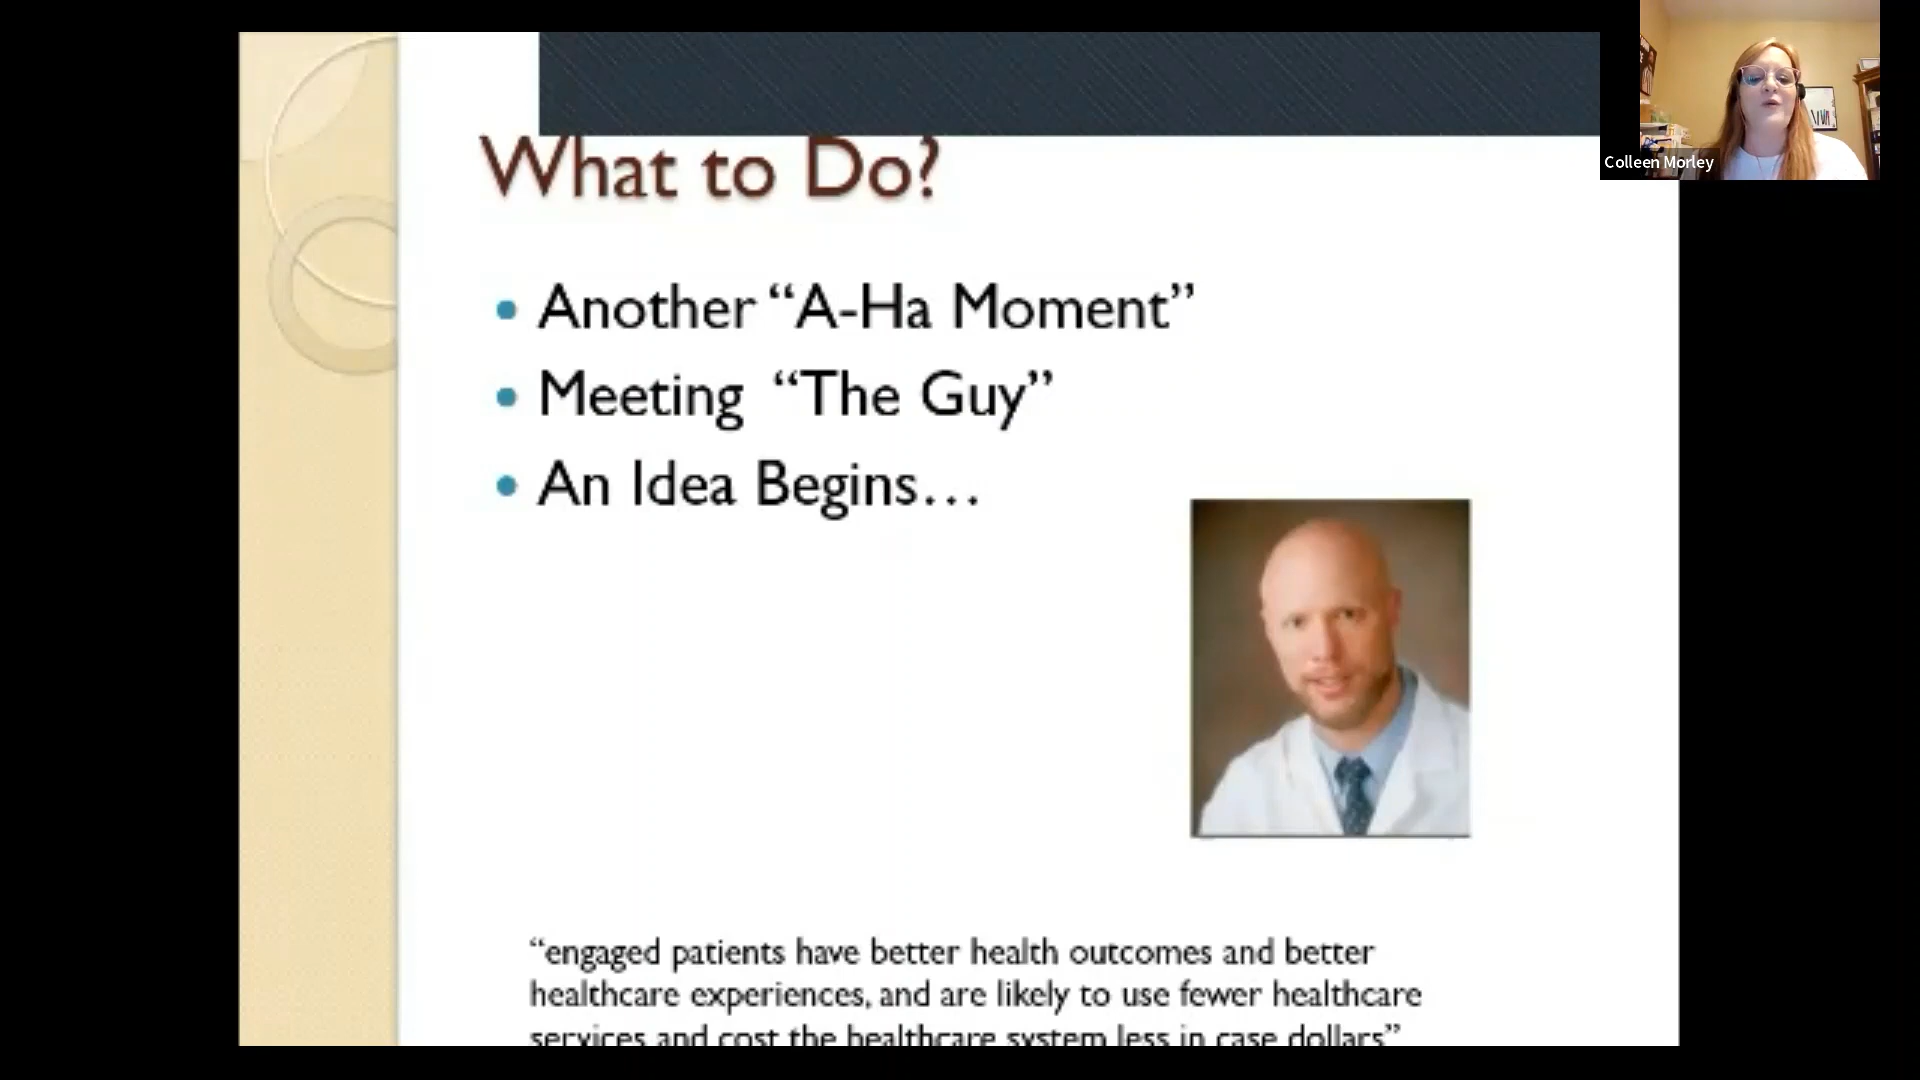 What to Do?
Another “A-Ha Moment”
Meeting “The Guy”
An Idea Begins…
“engaged patients have better health outcomes and better
healthcare experiences, and are likely to use fewer healthcare
services and cost the healthcare system less in case dollars”
Colleen Morley